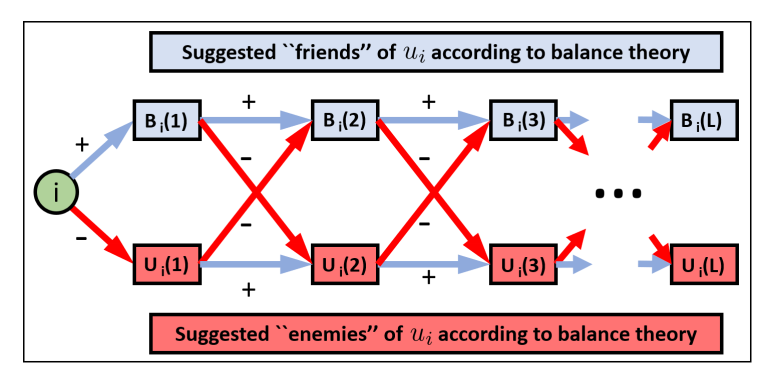 Suggested ``friends'' of u_i according to balance theory
+ + +
B_i(1) B_i(2) B_i(3) B_i(L)
- -
i ...
- - -
U_i(1) U_i(2) U_i(3) U_i(L)
+ +
Suggested ``enemies'' of u_i according to balance theory